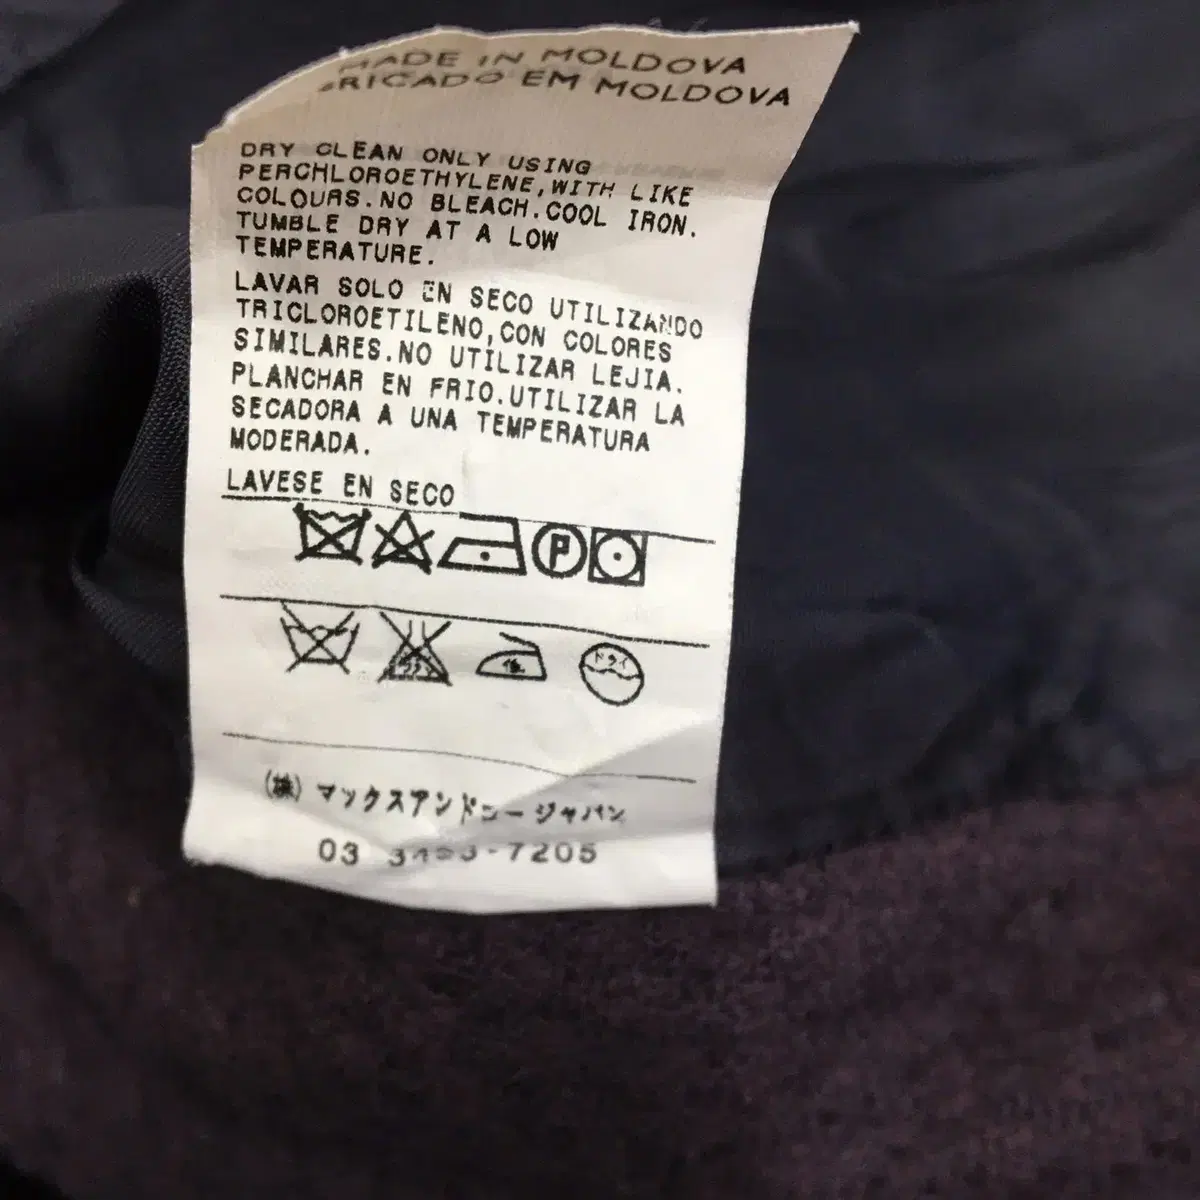 MADE IN MOLDOVA
EM MOLDOVA
DRY CLEAN ONLY USING
PERCHLOROETHYLENE,WITH LIKE
COLOURS.NO BLEACH.COOL IRON.
TUMBLE DRY AT A LOW
TEMPERATURE.
LAVAR SOLO EN SECO UTILIZANDO
TRICLOROETILENO,CON COLORES
SIMILARES.NO UTILIZAR LEJIA.
PLANCHAR EN FRIO.UTILIZAR LA
SECADORA A UNA TEMPERATURA
MODERADA.
LAVESE EN SECO
P
ドライ
(株) マックスアンドコージャパン
03 7205